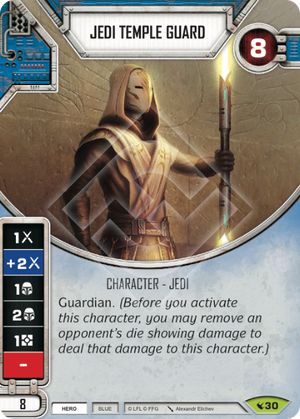 JEDI TEMPLE GUARD
8
1
+2
CHARACTER - JEDI
1
Guardian. (Before you activate
this character, you may remove an
2
opponent's die showing damage to
deal that damage to this character.)
1
-
8
HERO
BLUE
© LFL © FFG
Alexandr Elichev
30